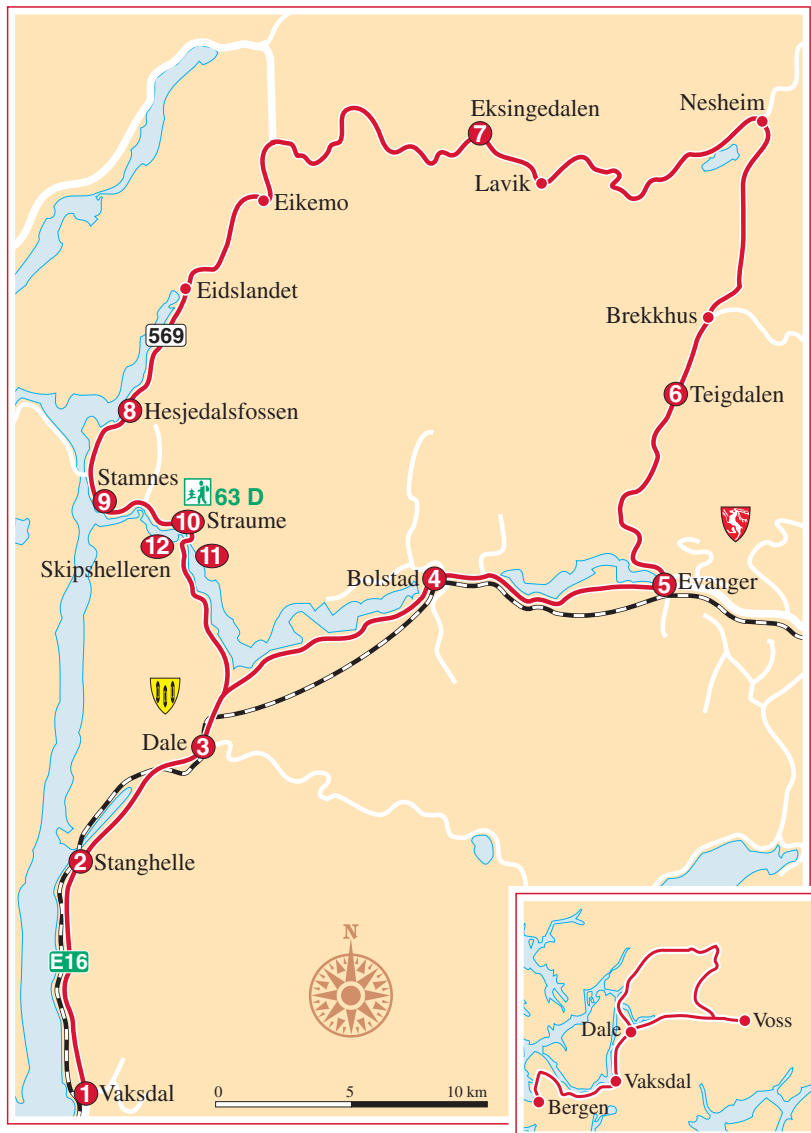 Eksingedalen
7
Nesheim
Lavik
Eikemo
Eidslandet
569
Brekkhus
6 Teigdalen
8 Hesjedalsfossen
Stamnes
9
63 D
10 Straume
12
11
Skipshelleren
Bolstad 4
5 Evanger
Dale 3
2 Stanghelle
E16
N
1 Vaksdal
0 5 10 km
Dale
Voss
Vaksdal
Bergen